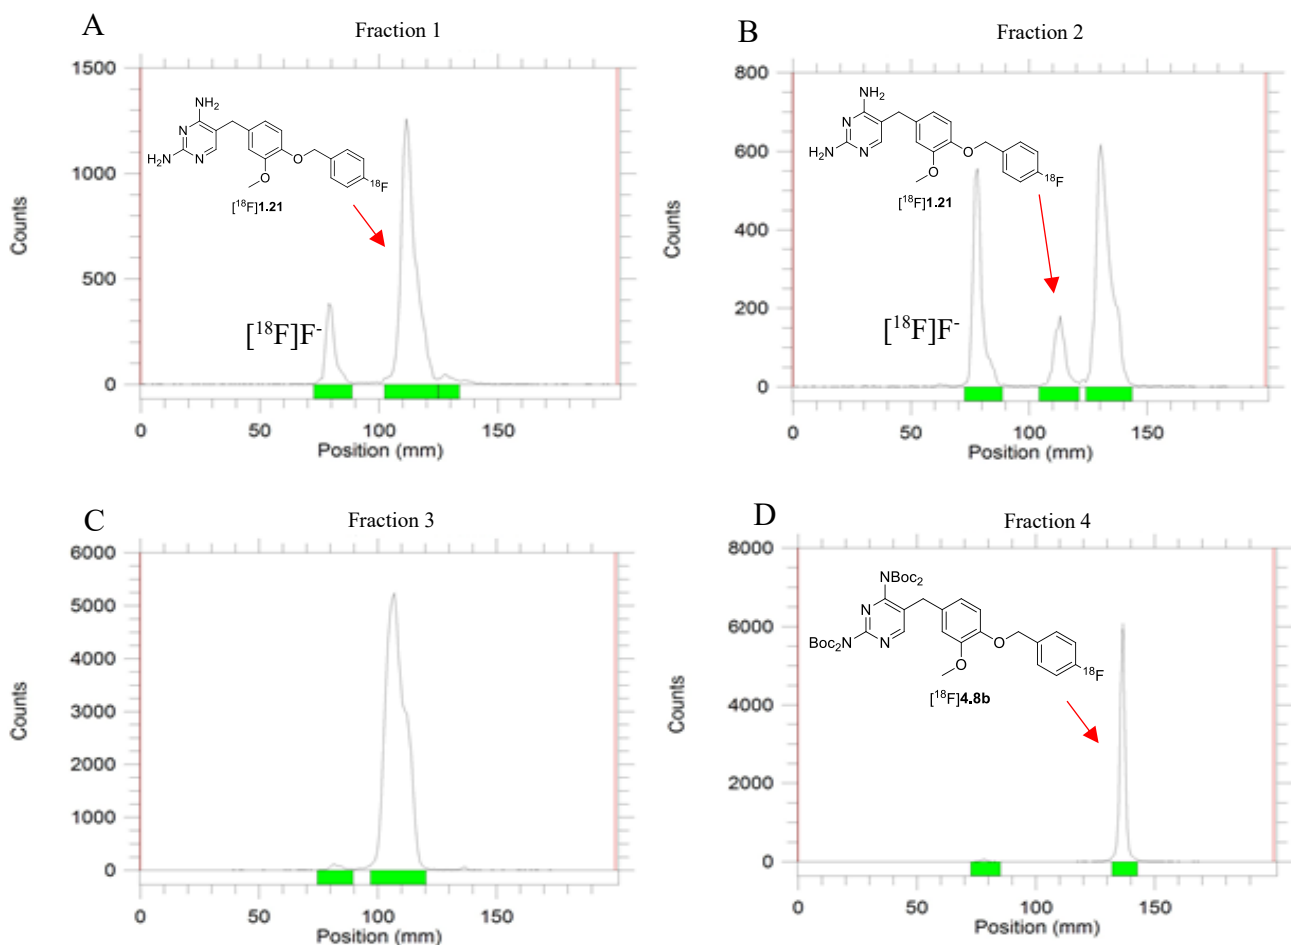 A
Fraction 1
1500
1000
500
0
Counts
NH2
N
NH2 N
O
O
18F
[18F]1.21
[18F]F-
0 50 100 150
Position (mm)
B
Fraction 2
800
600
400
200
0
Counts
NH2
N
NH2 N
O
O
18F
[18F]1.21
[18F]F-
0 50 100 150
Position (mm)
C
Fraction 3
6000
5000
4000
3000
2000
1000
0
Counts
0 50 100 150
Position (mm)
D
Fraction 4
8000
6000
4000
2000
0
Counts
NBoc2
N
Boc2N N
O
O
18F
[18F]4.8b
0 50 100 150
Position (mm)